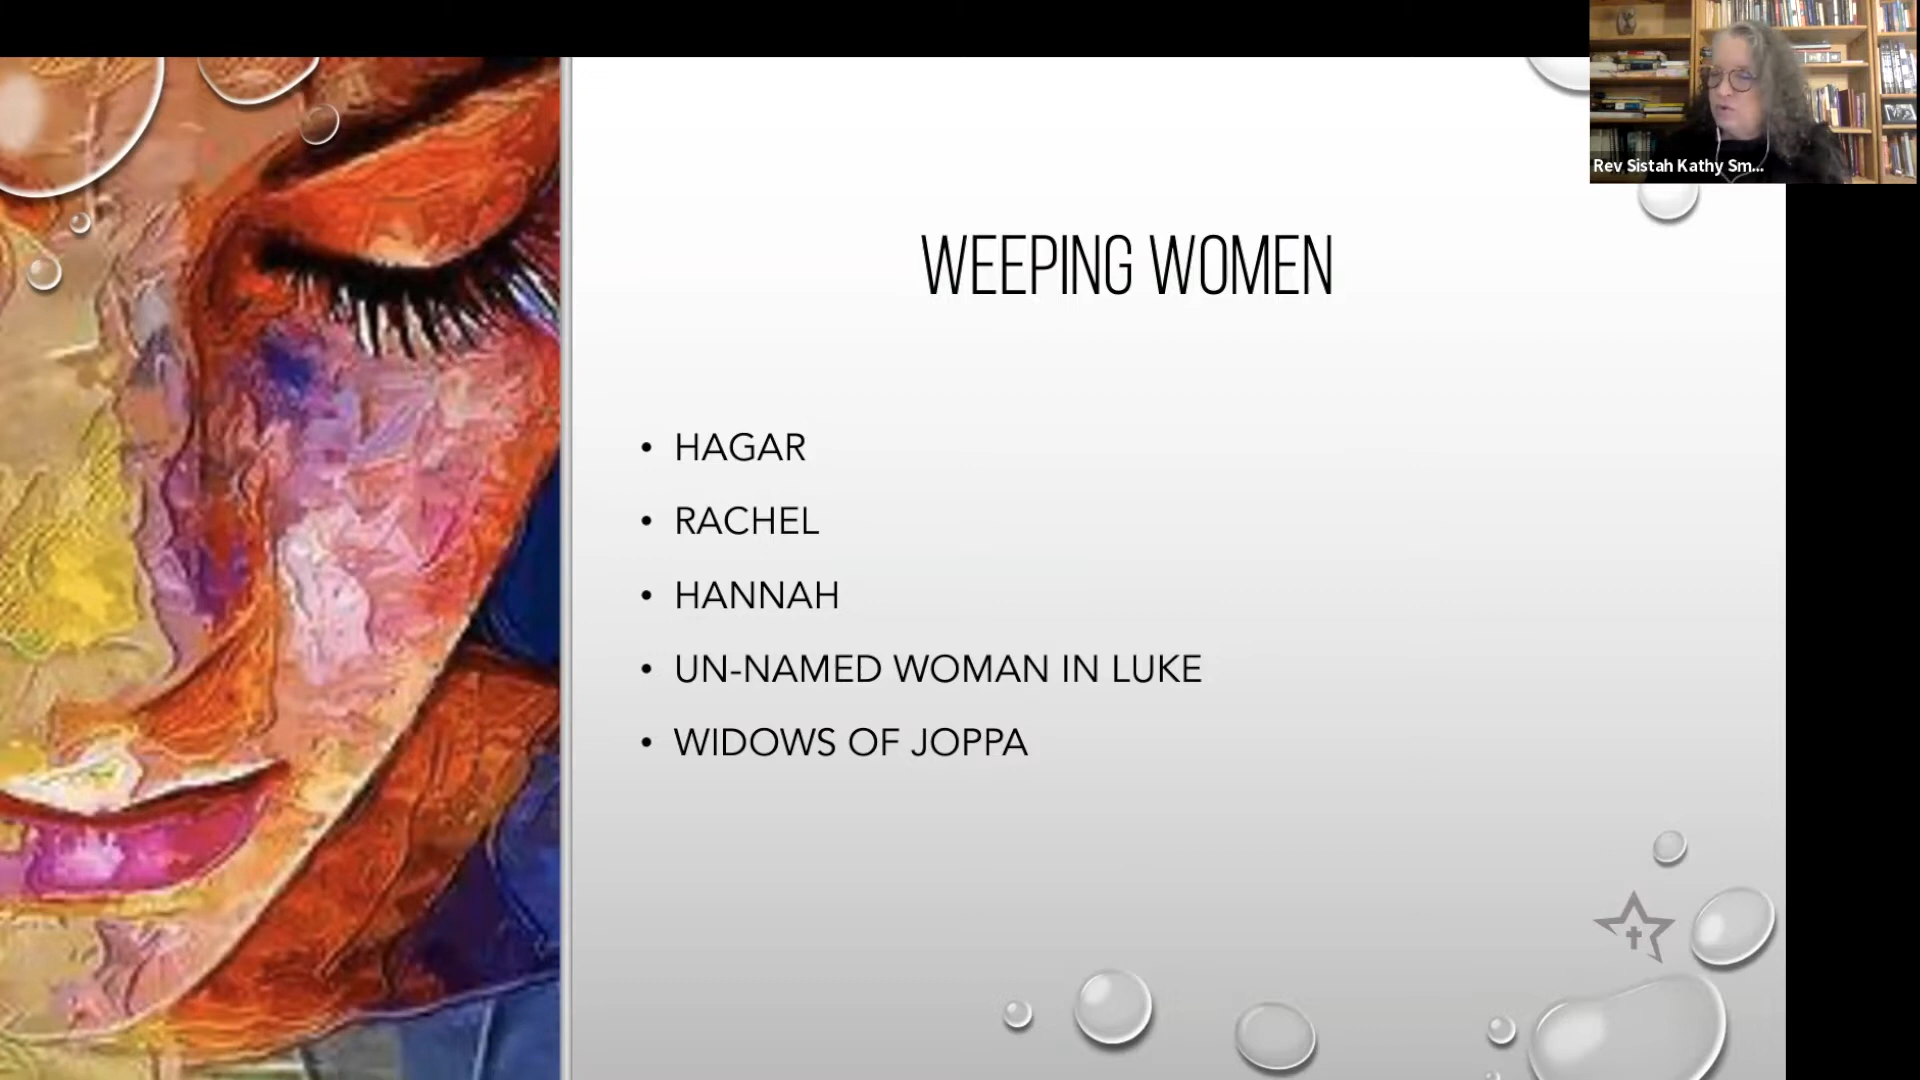 Rev Sistah Kathy Sm...
WEEPING WOMEN
• HAGAR
• RACHEL
• HANNAH
• UN-NAMED WOMAN IN LUKE
• WIDOWS OF JOPPA